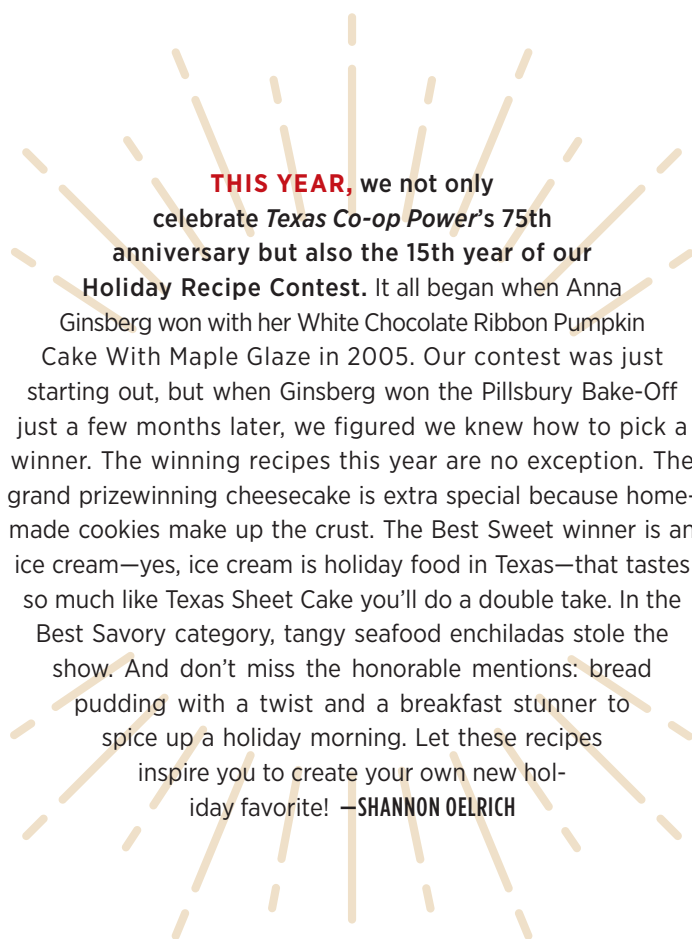 THIS YEAR, we not only
celebrate Texas Co-op Power’s 75th
anniversary but also the 15th year of our
Holiday Recipe Contest. It all began when Anna
Ginsberg won with her White Chocolate Ribbon Pumpkin
Cake With Maple Glaze in 2005. Our contest was just
starting out, but when Ginsberg won the Pillsbury Bake-Off
just a few months later, we figured we knew how to pick a
winner. The winning recipes this year are no exception. The
grand prizewinning cheesecake is extra special because home-
made cookies make up the crust. The Best Sweet winner is an
ice cream—yes, ice cream is holiday food in Texas—that tastes
so much like Texas Sheet Cake you’ll do a double take. In the
Best Savory category, tangy seafood enchiladas stole the
show. And don’t miss the honorable mentions: bread
pudding with a twist and a breakfast stunner to
spice up a holiday morning. Let these recipes
inspire you to create your own new hol-
iday favorite! —SHANNON OELRICH